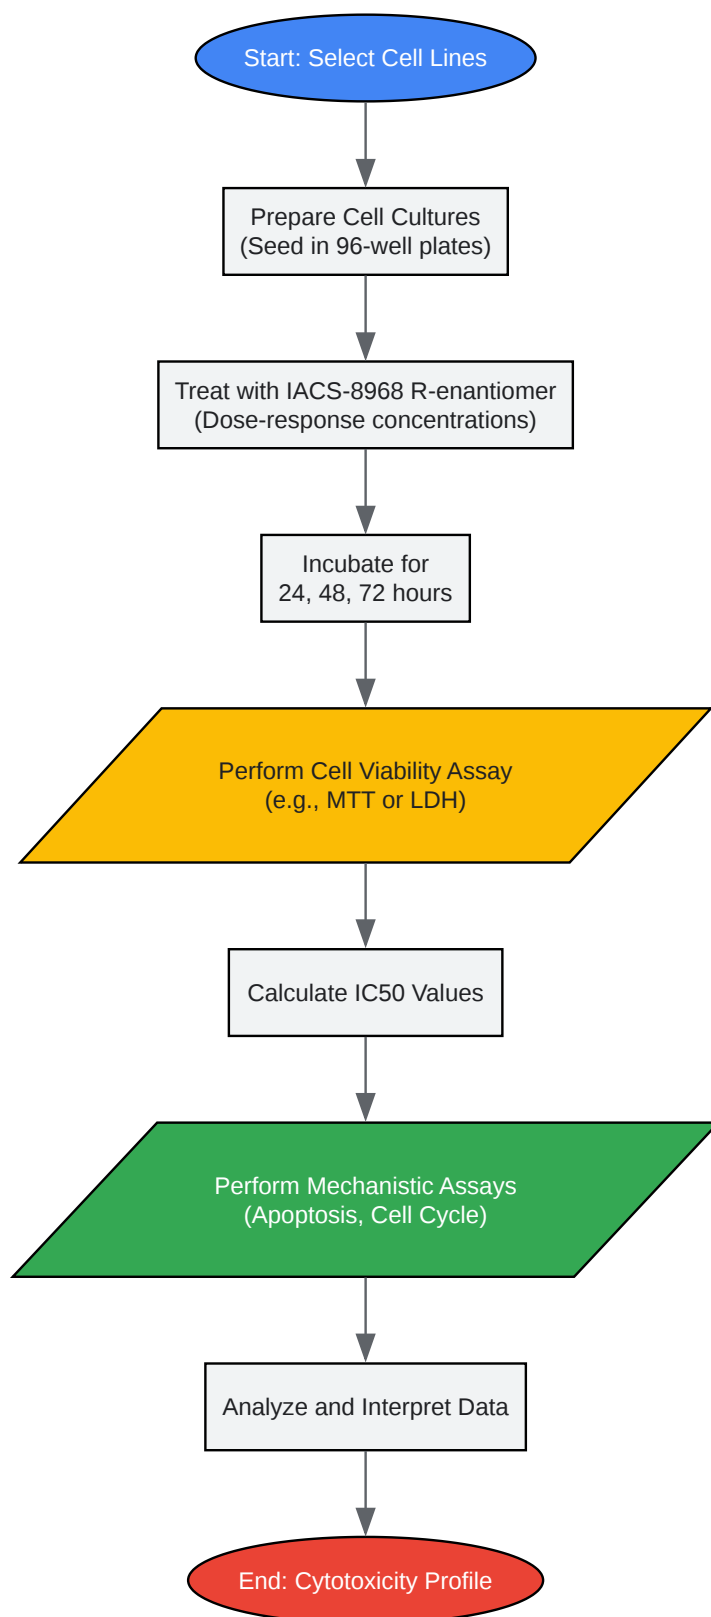 Start: Select Cell Lines
Prepare Cell Cultures
(Seed in 96-well plates)
Treat with IACS-8968 R-enantiomer
(Dose-response concentrations)
Incubate for
24, 48, 72 hours
Perform Cell Viability Assay
(e.g., MTT or LDH)
Calculate IC50 Values
Perform Mechanistic Assays
(Apoptosis, Cell Cycle)
Analyze and Interpret Data
End: Cytotoxicity Profile